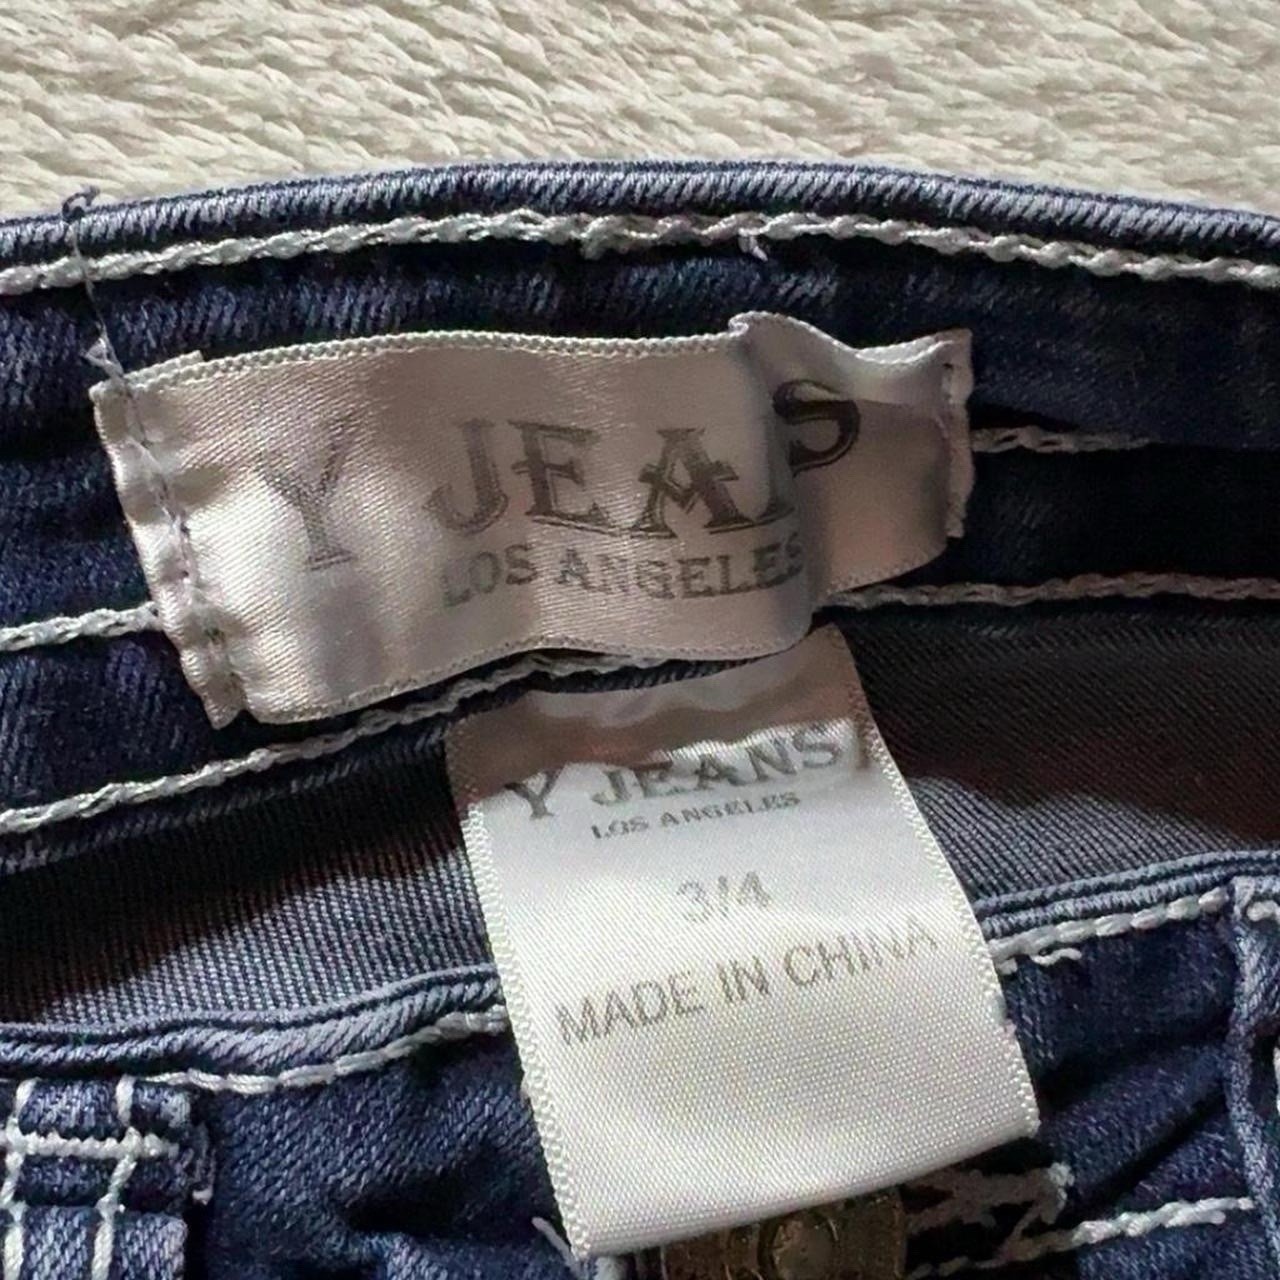 Y JEANS
LOS ANGELES
Y JEANS
LOS ANGELES
3/4
MADE IN CHINA